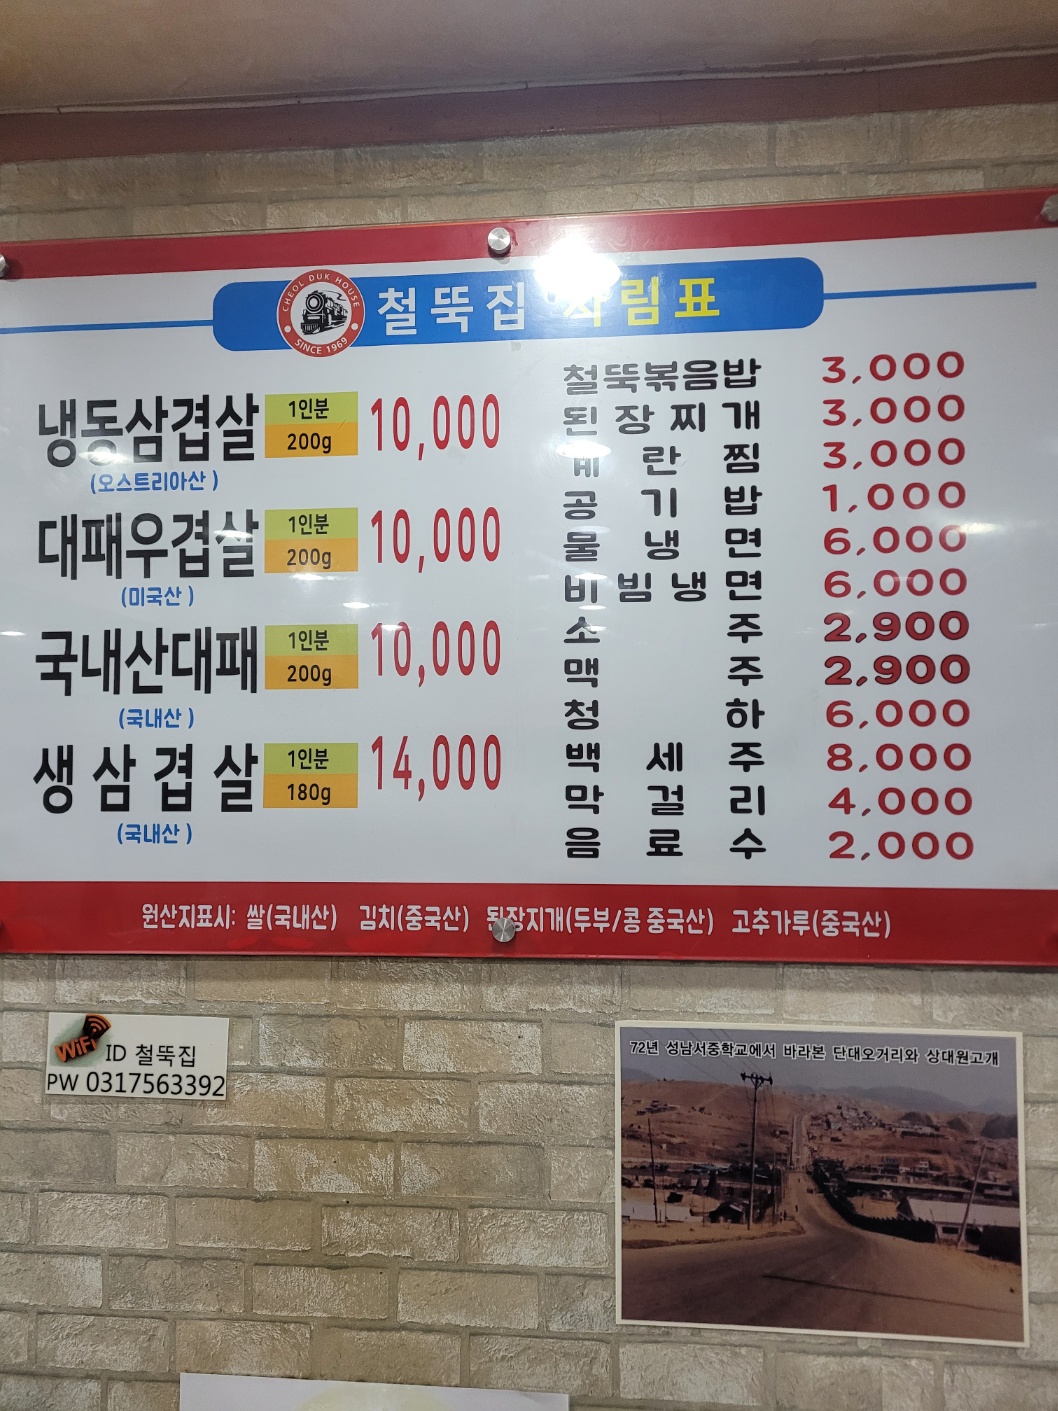 CHEOL DUK HOUSE
SINCE 1969
철뚝집 차림표
냉동삼겹살 1인분 200g 10,000
(오스트리아산)
대패우겹살 1인분 200g 10,000
(미국산)
국내산대패 1인분 200g 10,000
(국내산)
생삼겹살 1인분 180g 14,000
(국내산)
철뚝볶음밥 3,000
된장찌개 3,000
계란찜 3,000
공기밥 1,000
물냉면 6,000
비빔냉면 6,000
소주 2,900
맥주 2,900
청하 6,000
백세주 8,000
막걸리 4,000
음료수 2,000
원산지표시: 쌀(국내산) 김치(중국산) 된장지개(두부/콩 중국산) 고추가루(중국산)
WiFi ID 철뚝집
PW 0317563392
72년 성남서중학교에서 바라본 단대오거리와 상대원고개